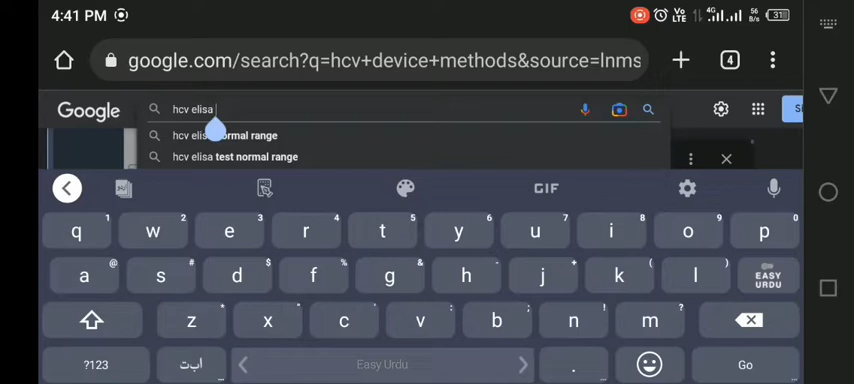 4:41 PM Vo LTE 4G 56 B/s 31
google.com/search?q=hcv+device+methods&source=lnms 4
Google hcv elisa
hcv elisa normal range
hcv elisa test normal range
GIF
q 1 w 2 e 3 r 4 t 5 y 6 u 7 i 8 o 9 p 0
a @ s # d $ f % g & h - j + k ( l ) EASY URDU
z * x " c ' v : b ; n ! m ?
?123 اب‌ت Easy Urdu . Go